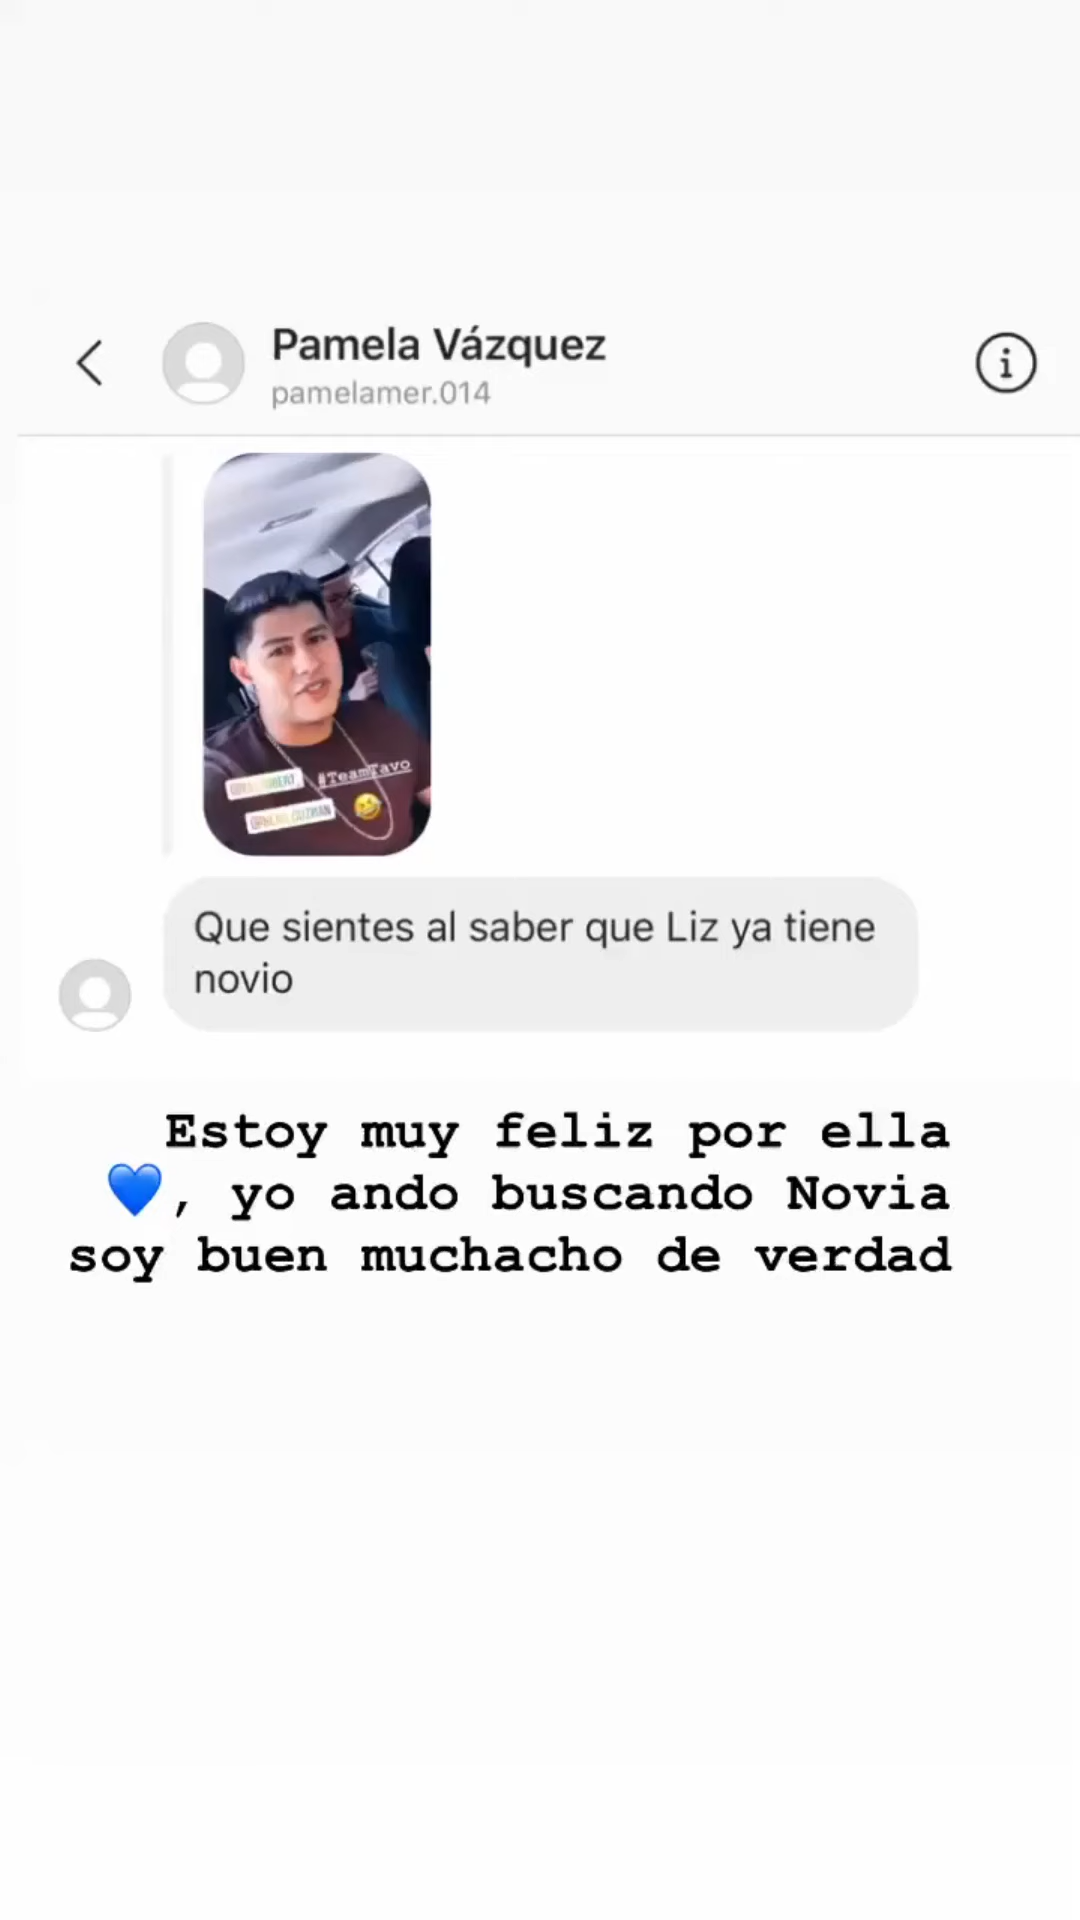 Pamela Vázquez
pamelamer.014
#TeamTavo
Que sientes al saber que Liz ya tiene
novio
Estoy muy feliz por ella
💙, yo ando buscando Novia
soy buen muchacho de verdad